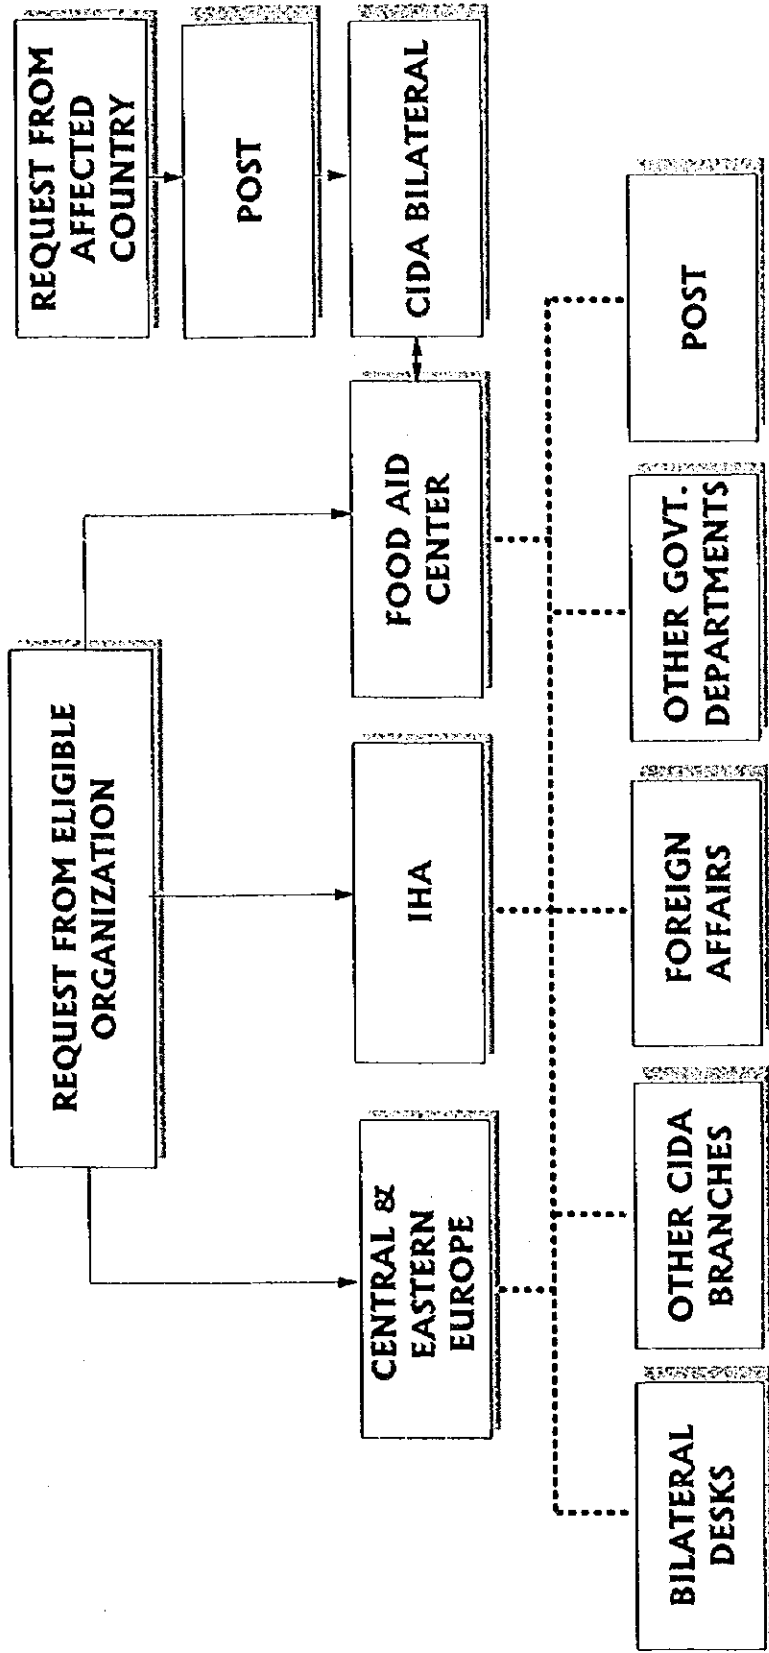 REQUEST FROM ELIGIBLE
ORGANIZATION
REQUEST FROM
AFFECTED
COUNTRY
POST
CENTRAL &
EASTERN
EUROPE
IHA
FOOD AID
CENTER
CIDA BILATERAL
BILATERAL
DESKS
OTHER CIDA
BRANCHES
FOREIGN
AFFAIRS
OTHER GOVT.
DEPARTMENTS
POST